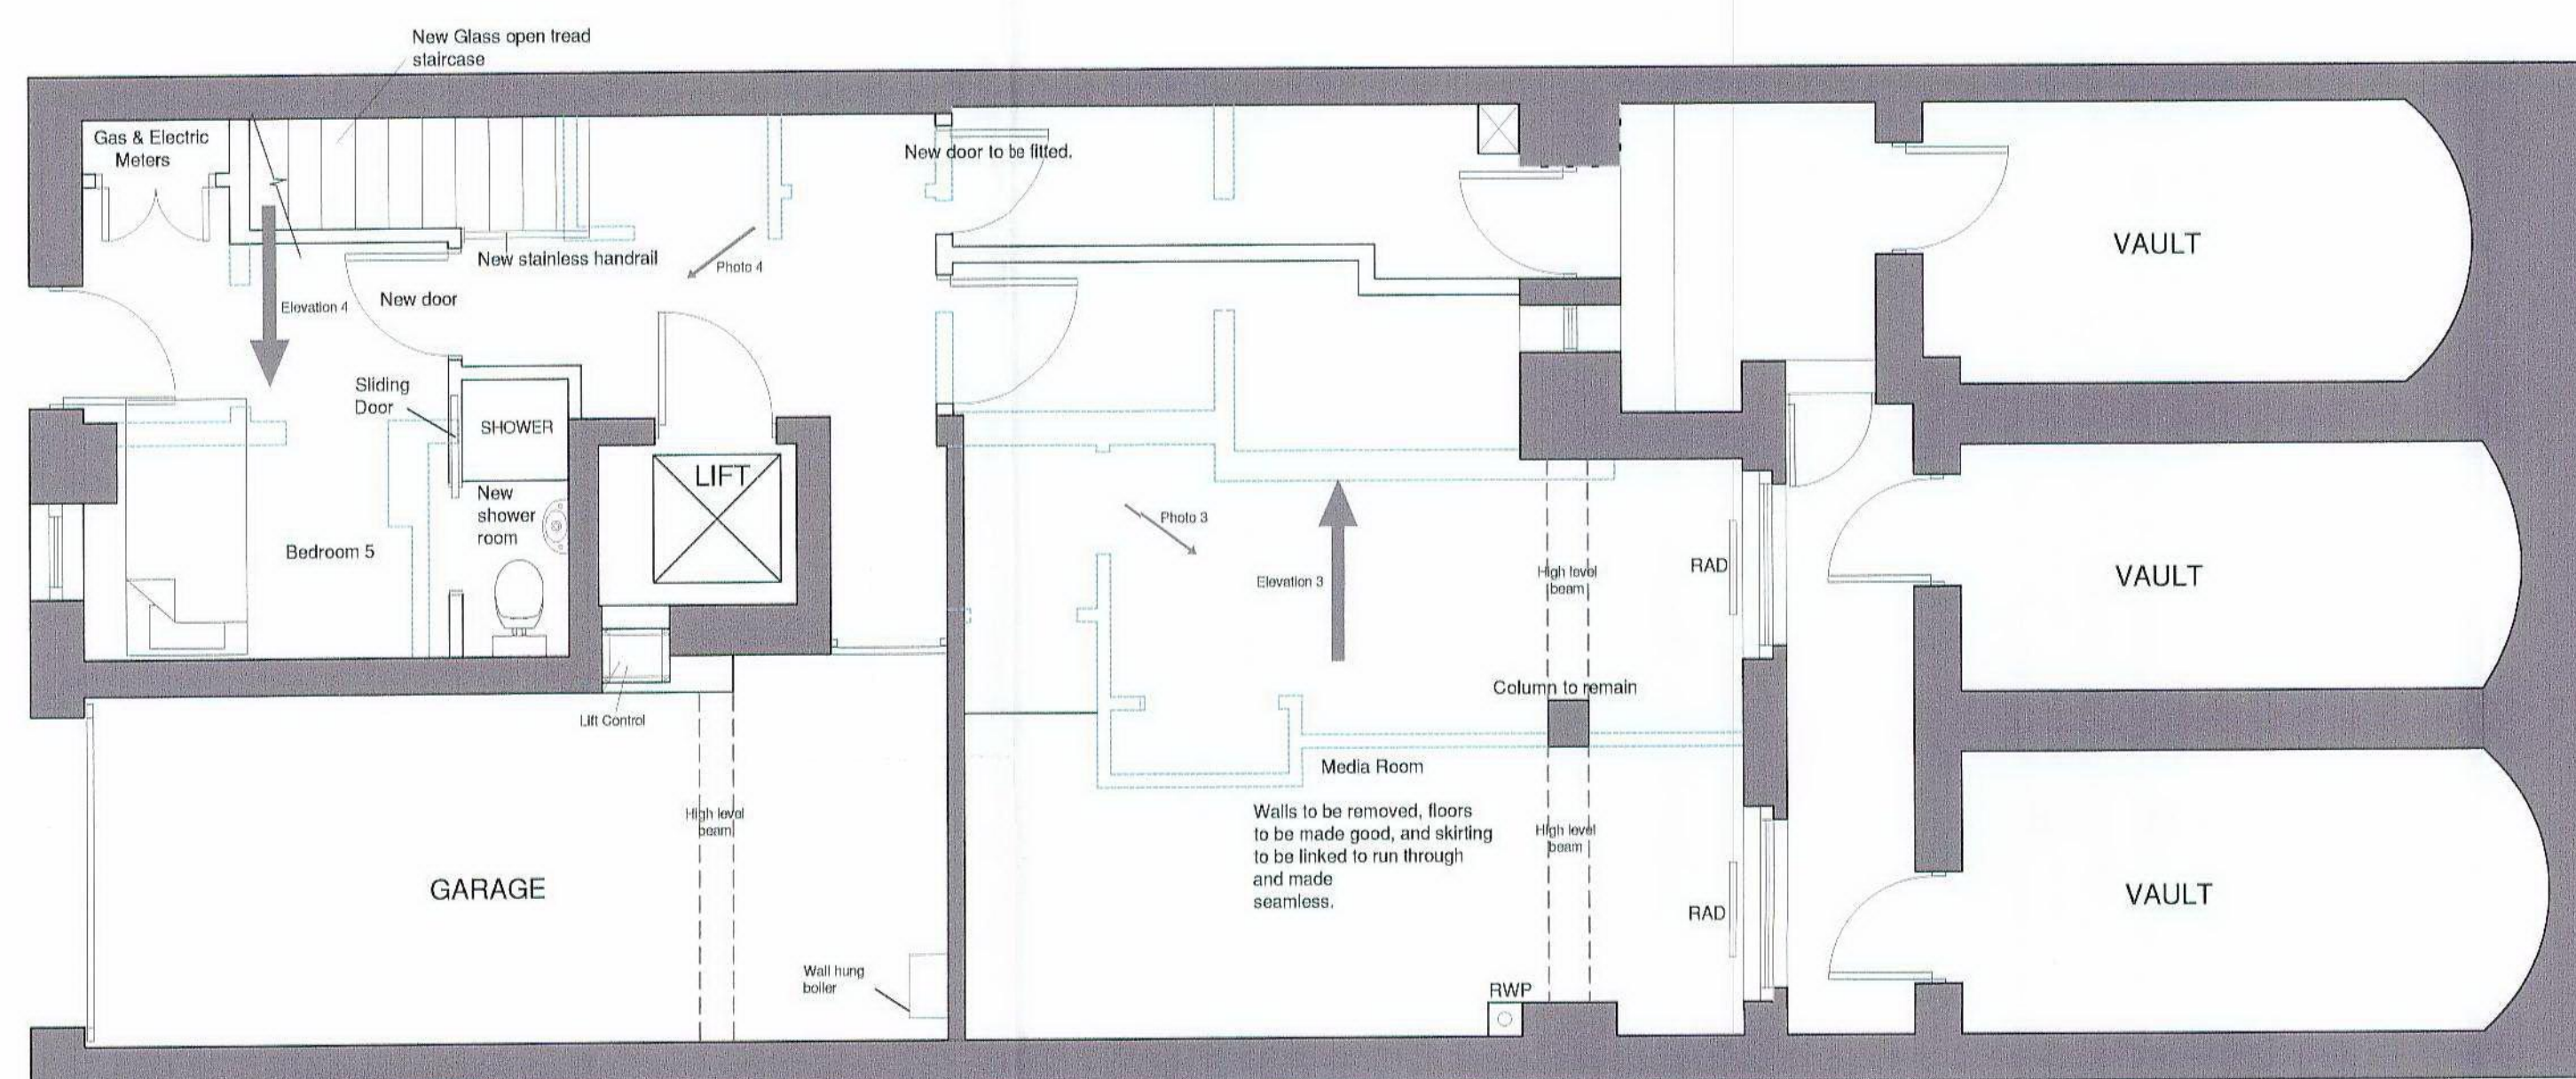 New Glass open tread
staircase
Gas & Electric
Meters
New door to be fitted.
VAULT
New stainless handrail
Photo 4
Elevation 4
New door
Sliding
Door
SHOWER
LIFT
New
shower
room
Bedroom 5
Photo 3
Elevation 3
High level
beam
RAD
VAULT
Column to remain
Lift Control
Media Room
Walls to be removed, floors
to be made good, and skirting
to be linked to run through
and made
seamless.
High level
beam
High level
beam
GARAGE
RAD
VAULT
Wall hung
boiler
RWP